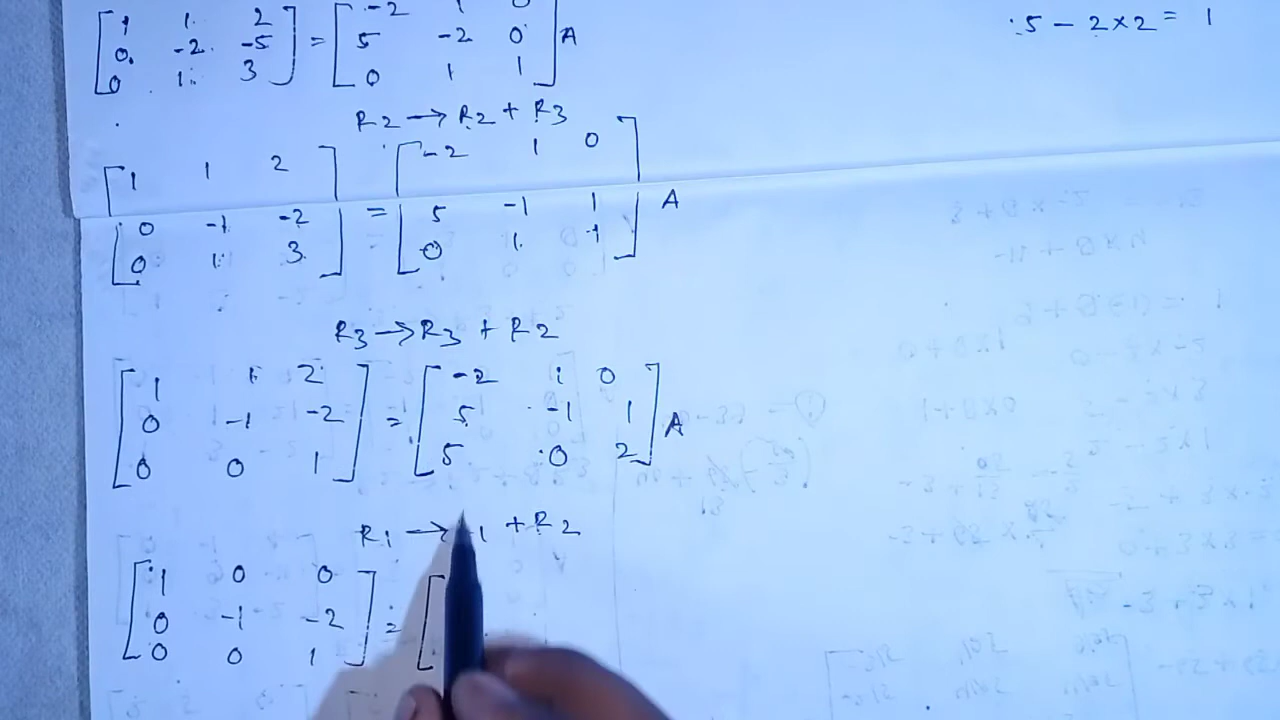 1 1 2 -2 1 0
0 -2 -5 = 5 -2 0 A
0 1 3 0 1 1
5 - 2×2 = 1
R2 → R2 + R3
1 1 2 -2 1 0
0 -1 -2 = 5 -1 1 A
0 1 3 0 1 1
R3 → R3 + R2
1 1 2 -2 1 0
0 -1 -2 = 5 -1 1 A
0 0 1 5 0 2
R1 → 1 + R2
1 0 0
0 -1 -2 =
0 0 1